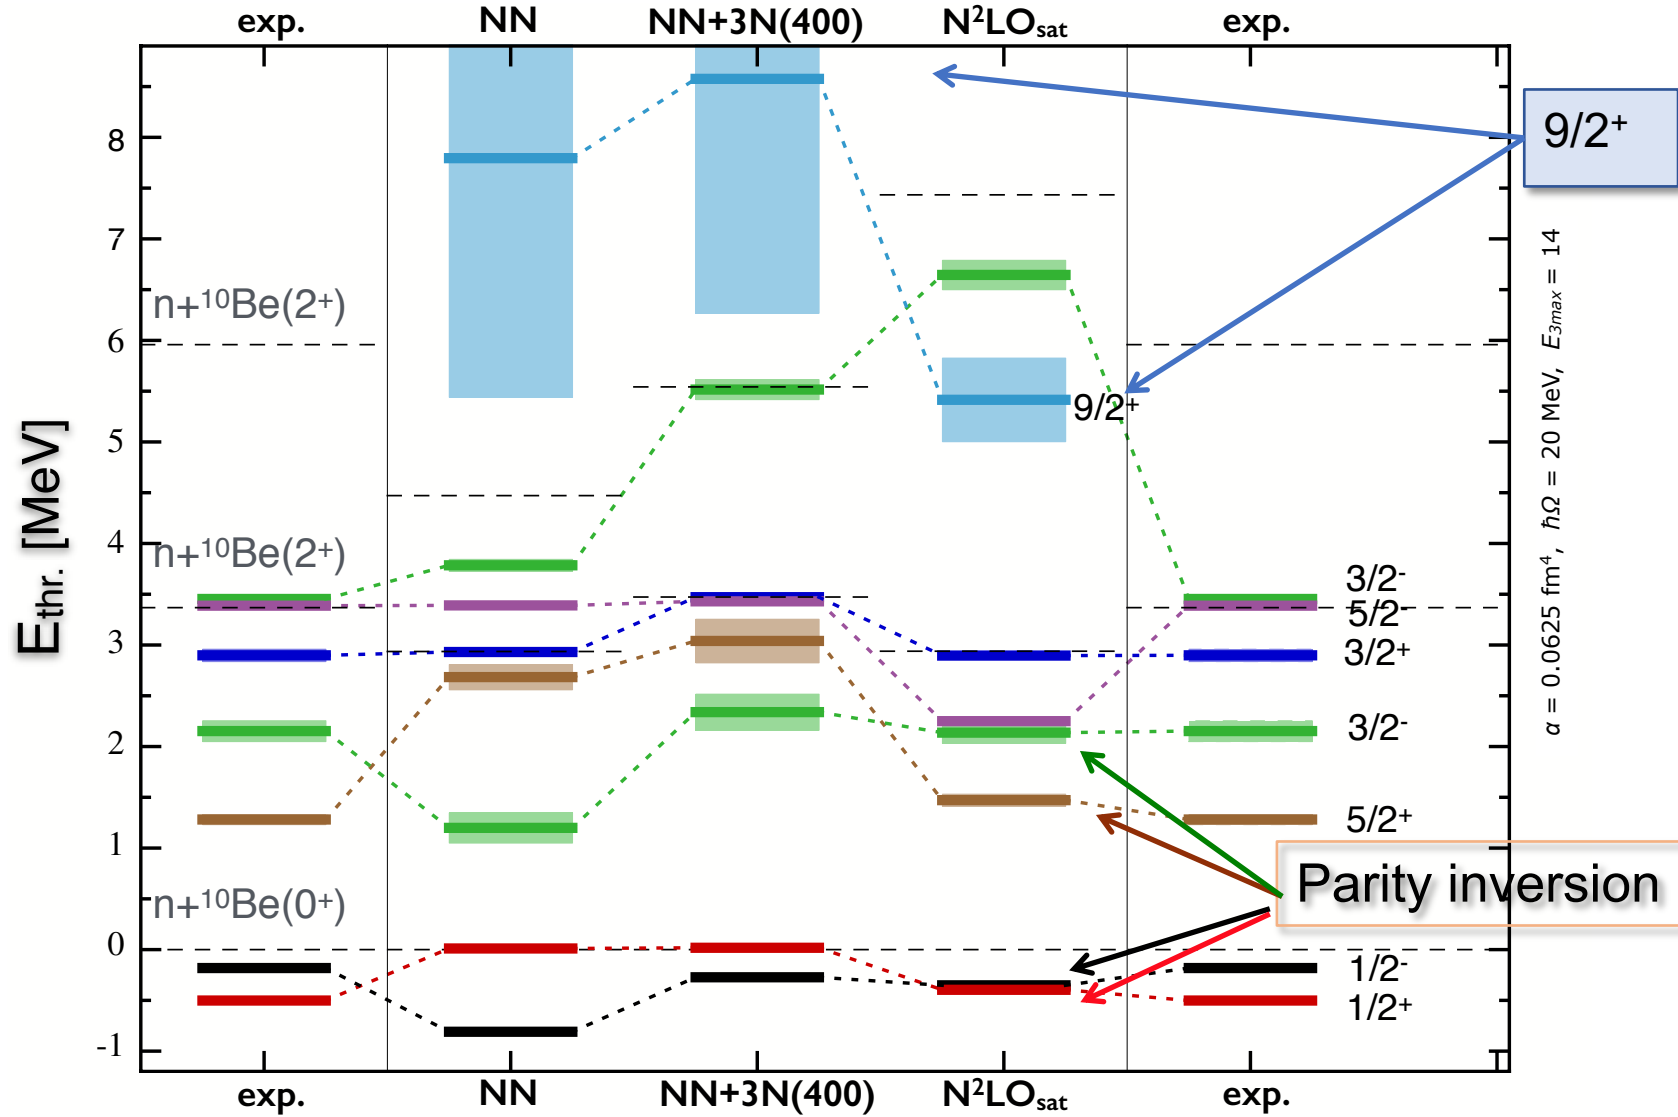 exp. NN NN+3N(400) N²LOsat exp.
9/2⁺
8
7
n+¹⁰Be(2⁺)
6
9/2⁺
5
4
n+¹⁰Be(2⁺)
3/2⁻
5/2⁻
3/2⁺
3
3/2⁻
2
5/2⁺
1
Parity inversion
n+¹⁰Be(0⁺)
0
1/2⁻
1/2⁺
-1
exp. NN NN+3N(400) N²LOsat exp.
Ethr. [MeV]
α = 0.0625 fm⁴, ℏΩ = 20 MeV, E3max = 14